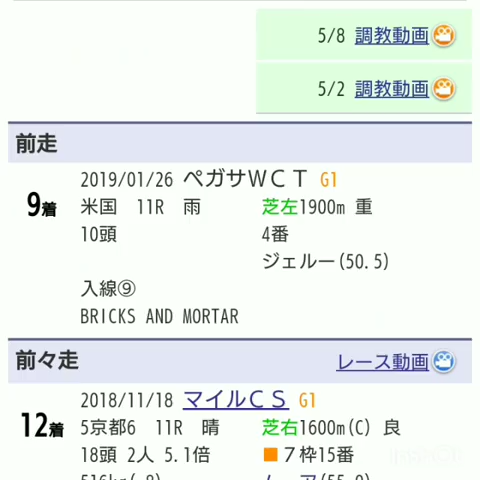 5/8 調教動画
5/2 調教動画
前走
9着
2019/01/26 ペガサWCT G1
米国 11R 雨 芝左1900m 重
10頭 4番
ジェルー(50.5)
入線⑨
BRICKS AND MORTAR
前々走 レース動画
12着
2018/11/18 マイルCS G1
5京都6 11R 晴 芝右1600m(C) 良
18頭 2人 5.1倍 7枠15番